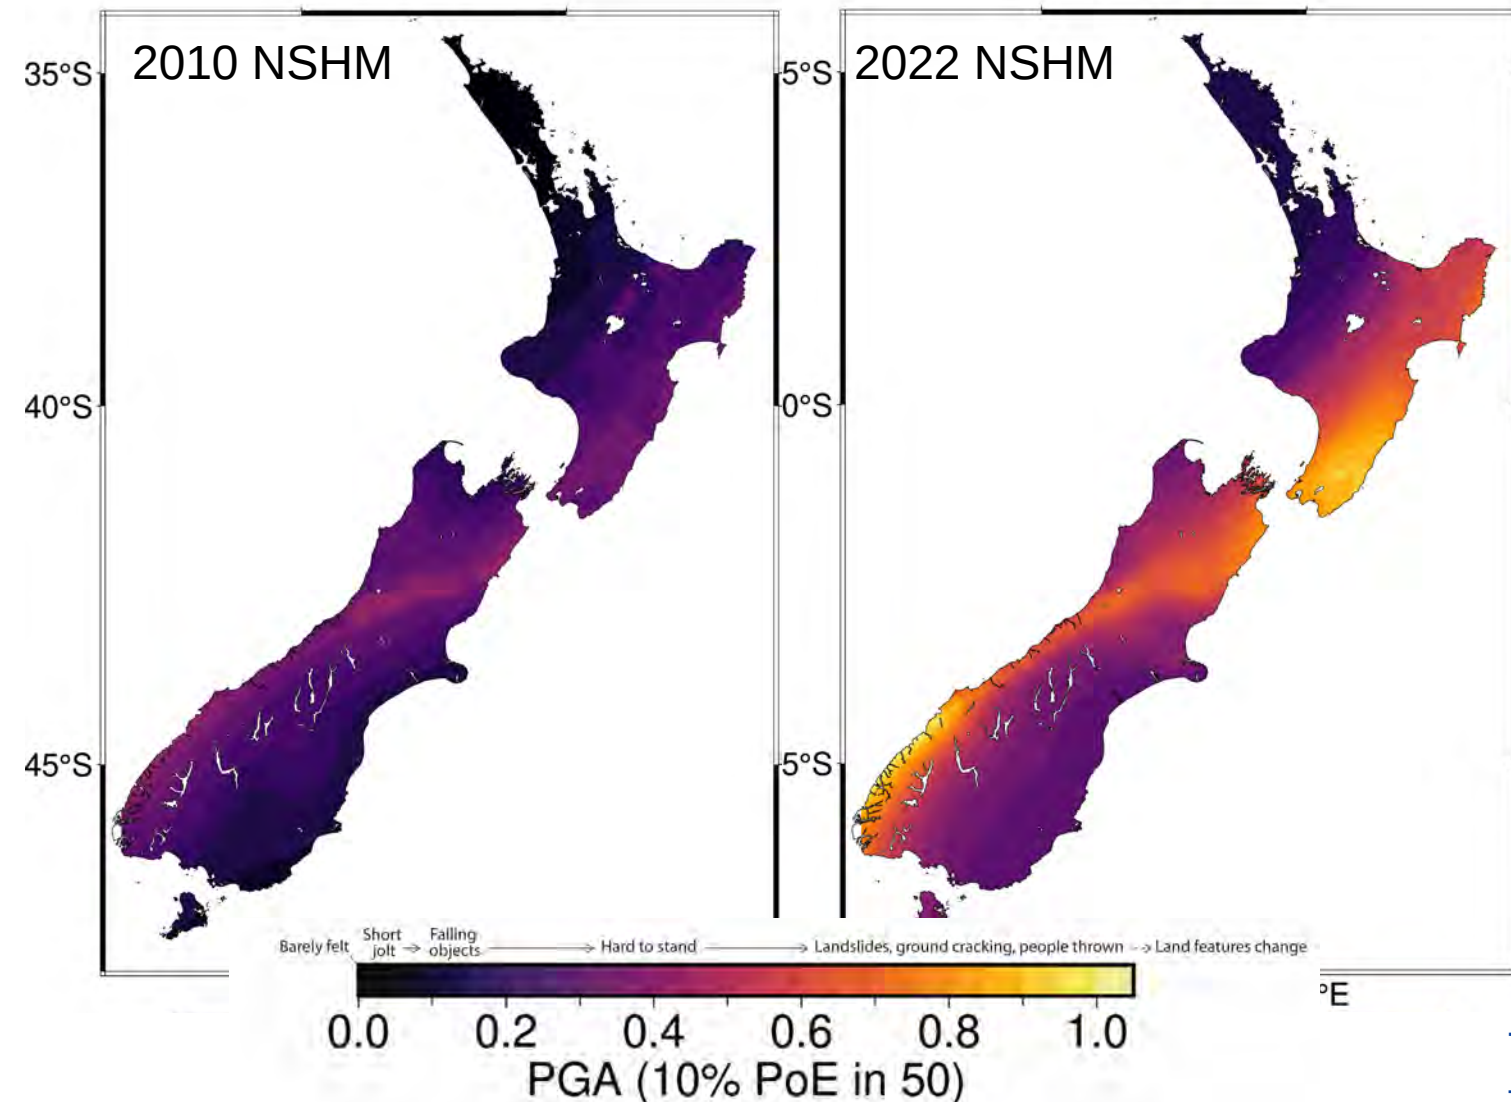 2010 NSHM
2022 NSHM
35°S
5°S
40°S
0°S
45°S
5°S
Barely felt
Short jolt → Falling objects → Hard to stand → Landslides, ground cracking, people thrown → Land features change
°E
0.0 0.2 0.4 0.6 0.8 1.0
PGA (10% PoE in 50)